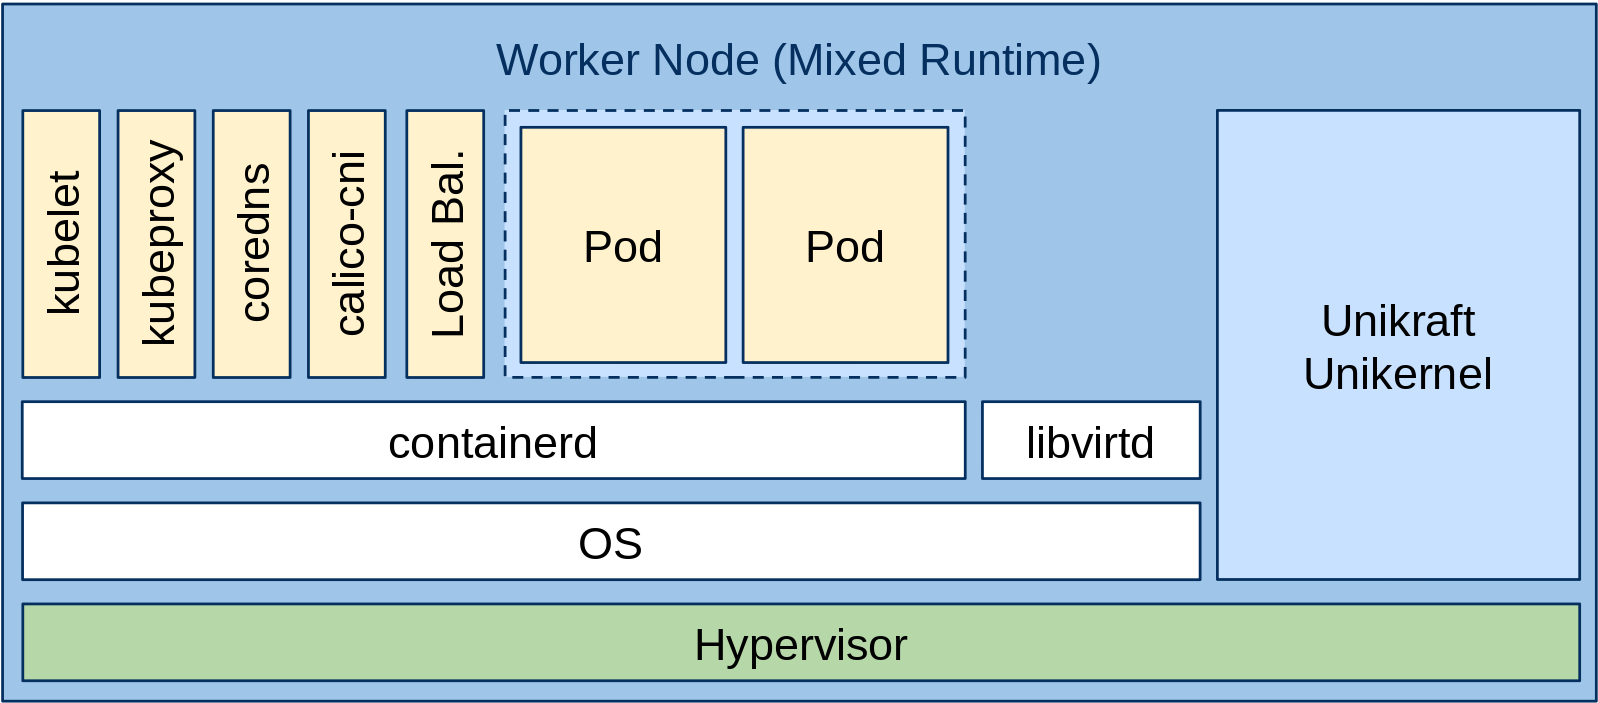 Worker Node (Mixed Runtime)
kubelet
kubeproxy
coredns
calico-cni
Load Bal.
Pod
Pod
Unikraft
Unikernel
containerd
libvirtd
OS
Hypervisor